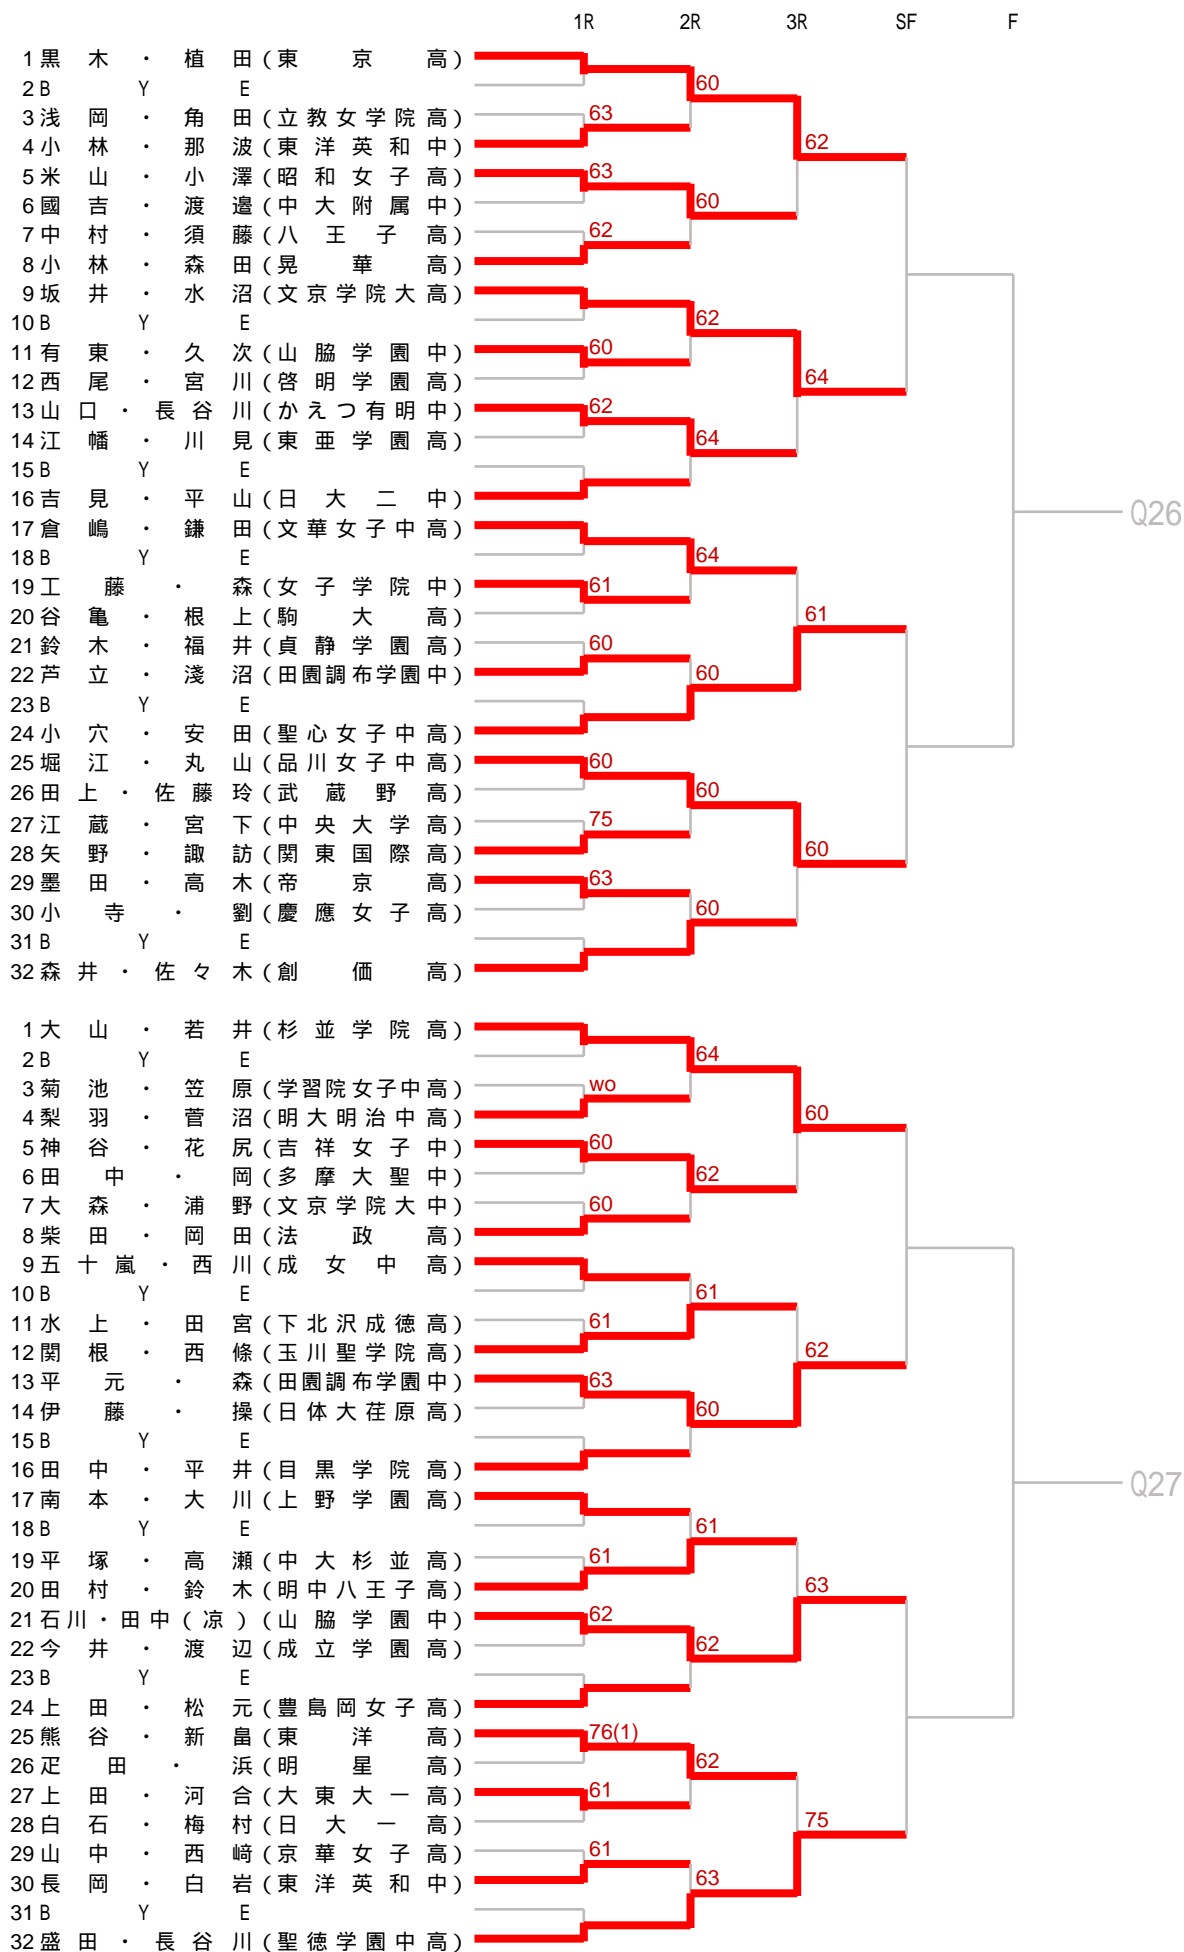 1R 2R 3R SF F
1 黒木・植田 (東京高)
2 BYE 60
3 浅岡・角田 (立教女学院高) 63
4 小林・那波 (東洋英和中) 62
5 米山・小澤 (昭和女子高) 63
6 國吉・渡邉 (中大附属中) 60
7 中村・須藤 (八王子高) 62
8 小林・森田 (晃華高)
9 坂井・水沼 (文京学院大高)
10 BYE 62
11 有東・久次 (山脇学園中) 60
12 西尾・宮川 (啓明学園高) 64
13 山口・長谷川 (かえつ有明中) 62
14 江幡・川見 (東亜学園高) 64
15 BYE
16 吉見・平山 (日大二中)
Q26
17 倉嶋・鎌田 (文華女子中高)
18 BYE 64
19 工藤・森 (女子学院中) 61
20 谷亀・根上 (駒大高) 61
21 鈴木・福井 (貞静学園高) 60
22 芦立・淺沼 (田園調布学園中) 60
23 BYE
24 小穴・安田 (聖心女子中高)
25 堀江・丸山 (品川女子中高) 60
26 田上・佐藤玲 (武蔵野高) 60
27 江蔵・宮下 (中央大学高) 75
28 矢野・諏訪 (関東国際高) 60
29 墨田・高木 (帝京高) 63
30 小寺・劉 (慶應女子高) 60
31 BYE
32 森井・佐々木 (創価高)
1 大山・若井 (杉並学院高)
2 BYE 64
3 菊池・笠原 (学習院女子中高) wo
4 梨羽・菅沼 (明大明治中高) 60
5 神谷・花尻 (吉祥女子中) 60
6 田中・岡 (多摩大聖中) 62
7 大森・浦野 (文京学院大中) 60
8 柴田・岡田 (法政高)
9 五十嵐・西川 (成女中高)
10 BYE 61
11 水上・田宮 (下北沢成徳高) 61
12 関根・西條 (玉川聖学院高) 62
13 平元・森 (田園調布学園中) 63
14 伊藤・操 (日体大荏原高) 60
15 BYE
16 田中・平井 (目黒学院高)
Q27
17 南本・大川 (上野学園高)
18 BYE 61
19 平塚・高瀬 (中大杉並高) 61
20 田村・鈴木 (明中八王子高) 63
21 石川・田中(凉) (山脇学園中) 62
22 今井・渡辺 (成立学園高) 62
23 BYE
24 上田・松元 (豊島岡女子高)
25 熊谷・新畠 (東洋高) 76(1)
26 疋田・浜 (明星高) 62
27 上田・河合 (大東大一高) 61
28 白石・梅村 (日大一高) 75
29 山中・西﨑 (京華女子高) 61
30 長岡・白岩 (東洋英和中) 63
31 BYE
32 盛田・長谷川 (聖徳学園中高)